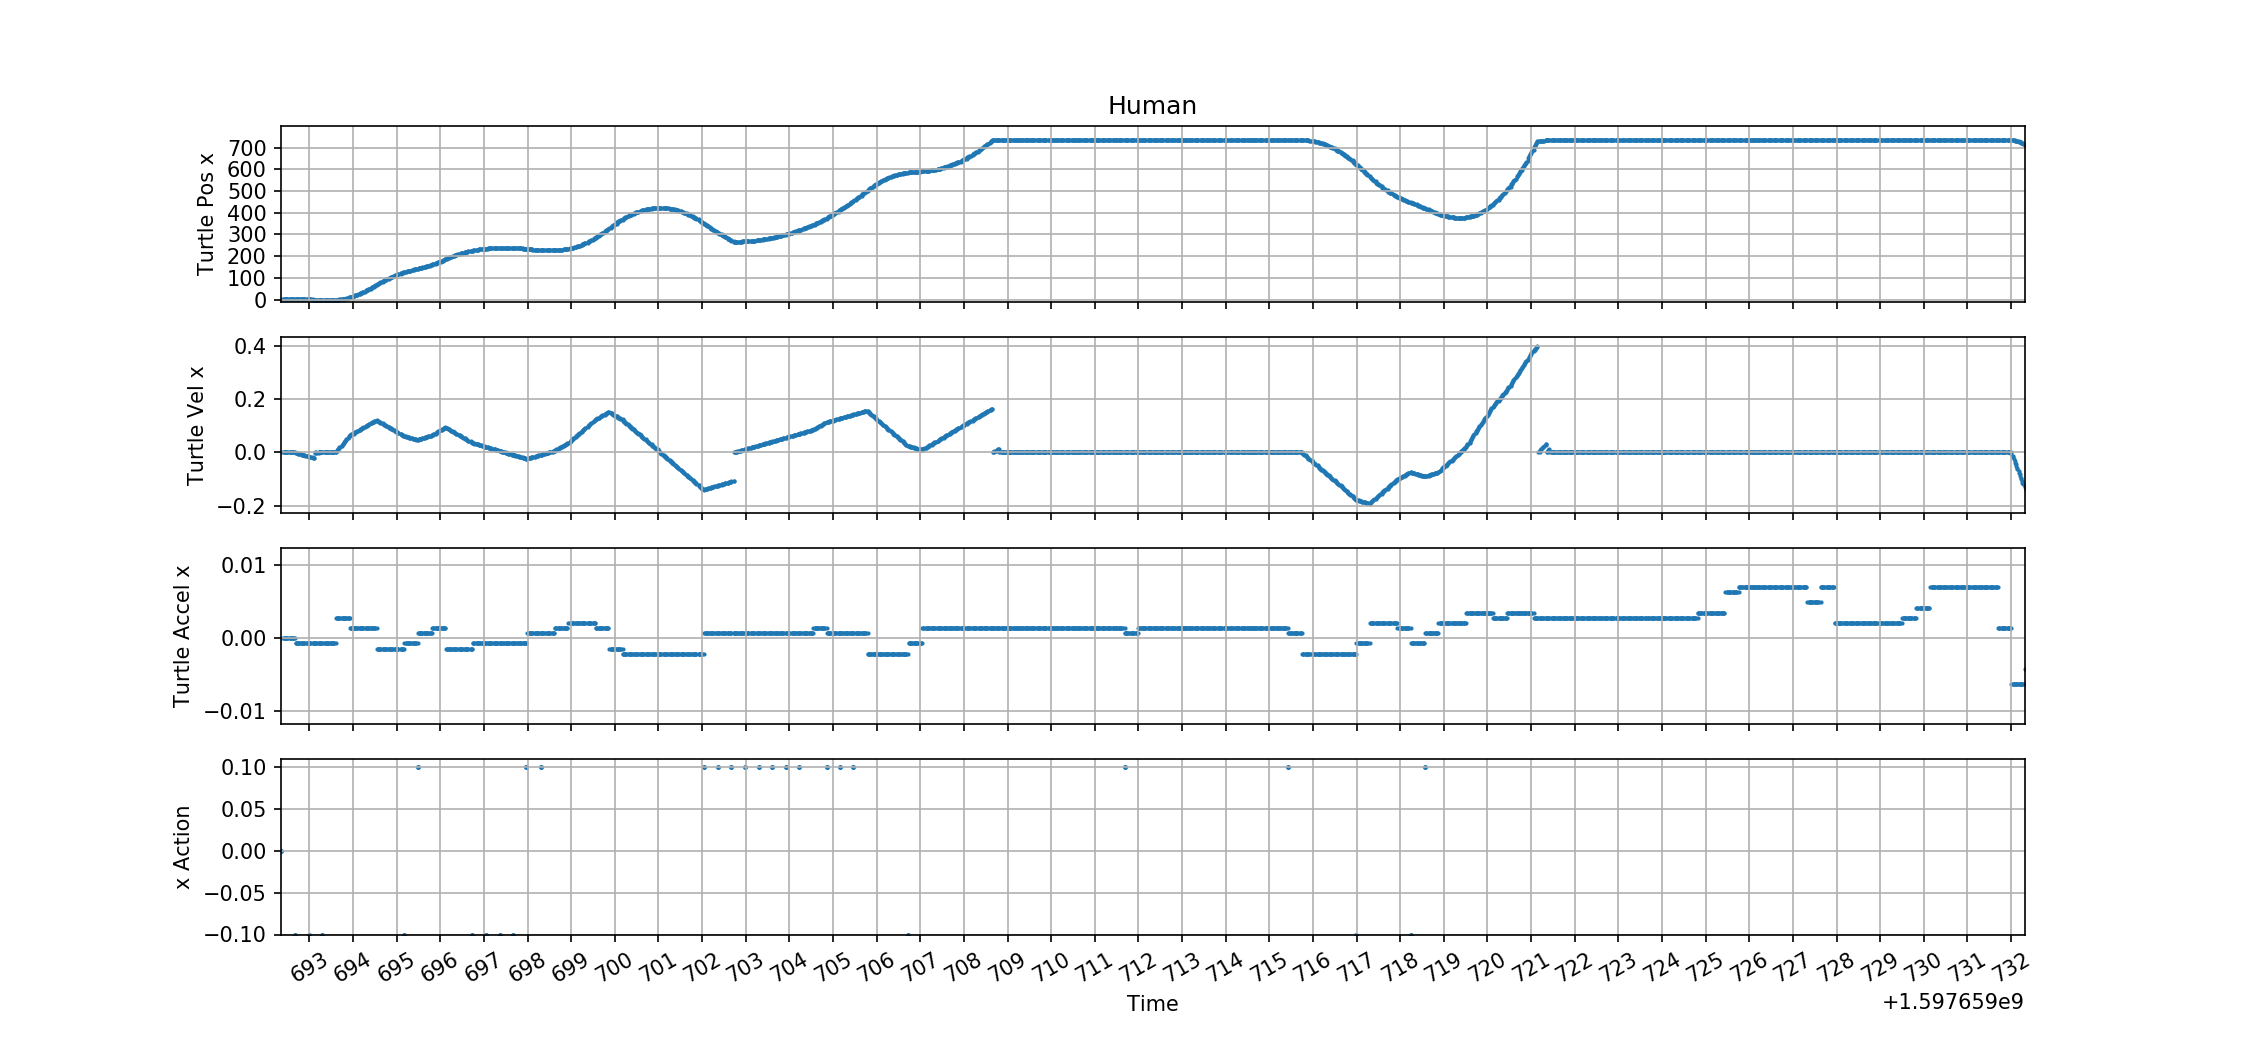 Human
Turtle Pos x
700
600
500
400
300
200
100
0
Turtle Vel x
0.4
0.2
0.0
−0.2
Turtle Accel x
0.01
0.00
−0.01
x Action
0.10
0.05
0.00
−0.05
−0.10
693 694 695 696 697 698 699 700 701 702 703 704 705 706 707 708 709 710 711 712 713 714 715 716 717 718 719 720 721 722 723 724 725 726 727 728 729 730 731 732
Time
+1.597659e9